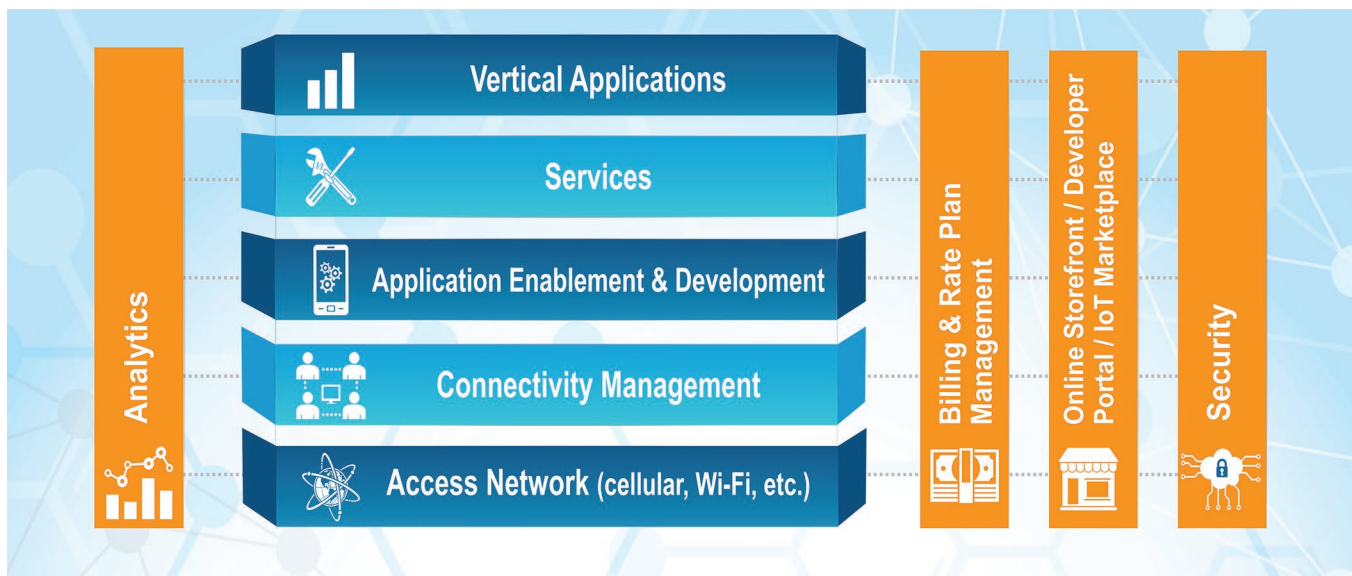 Analytics
Vertical Applications
Services
Application Enablement & Development
Connectivity Management
Access Network (cellular, Wi-Fi, etc.)
Billing & Rate Plan
Management
Online Storefront / Developer
Portal / IoT Marketplace
Security